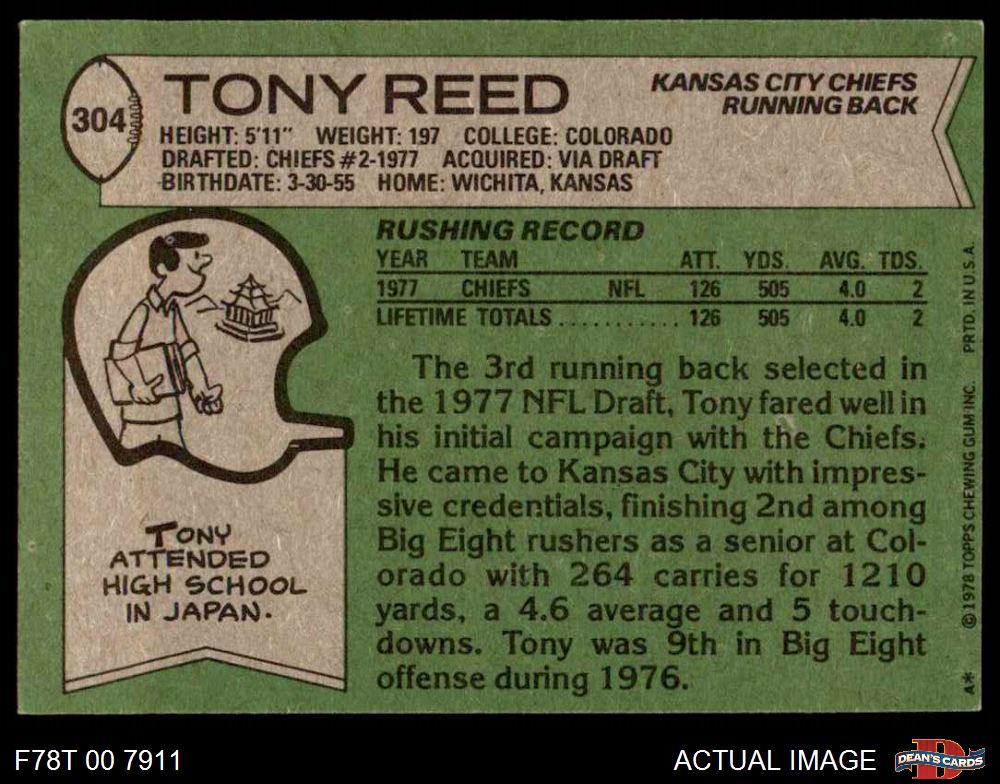 304
TONY REED
KANSAS CITY CHIEFS
RUNNING BACK
HEIGHT: 5'11" WEIGHT: 197 COLLEGE: COLORADO
DRAFTED: CHIEFS #2-1977 ACQUIRED: VIA DRAFT
BIRTHDATE: 3-30-55 HOME: WICHITA, KANSAS
RUSHING RECORD
YEAR TEAM ATT. YDS. AVG. TDS.
1977 CHIEFS NFL 126 505 4.0 2
LIFETIME TOTALS ........... 126 505 4.0 2
The 3rd running back selected in
the 1977 NFL Draft, Tony fared well in
his initial campaign with the Chiefs.
He came to Kansas City with impres-
sive credentials, finishing 2nd among
Big Eight rushers as a senior at Col-
orado with 264 carries for 1210
yards, a 4.6 average and 5 touch-
downs. Tony was 9th in Big Eight
offense during 1976.
TONY
ATTENDED
HIGH SCHOOL
IN JAPAN.
A* ©1978 TOPPS CHEWING GUM INC. PRTD. IN U.S.A.
F78T 00 7911
ACTUAL IMAGE
DEAN'S CARDS